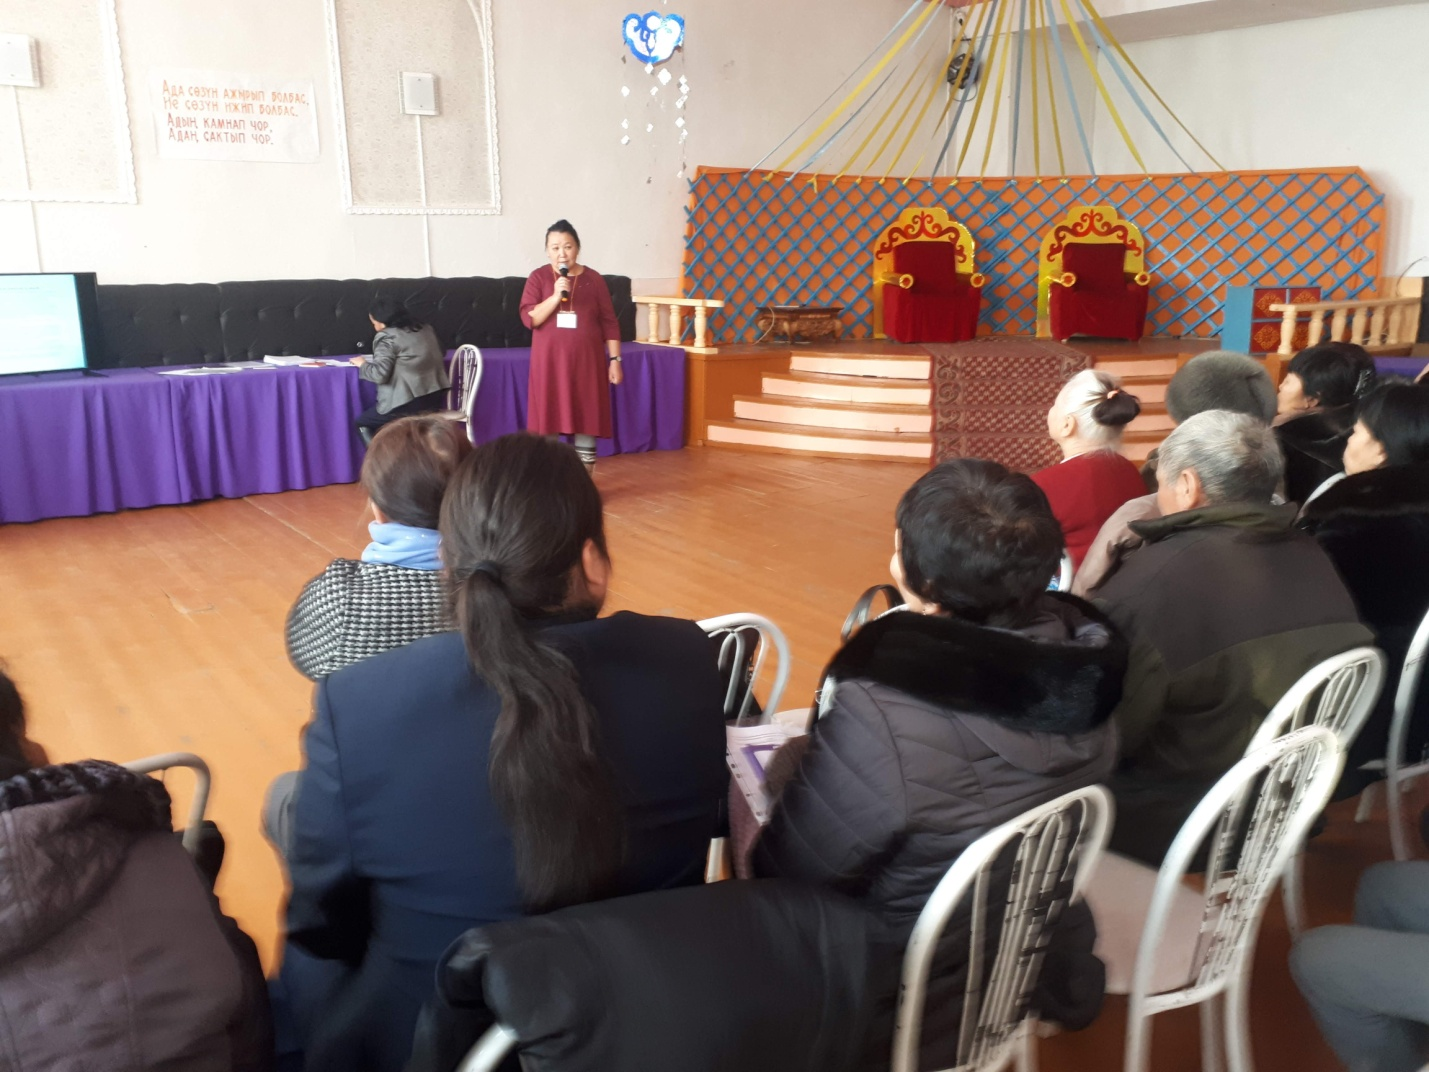 Ада сөзүн ажырып болбас,
Ие сөзүн ижип болбас.
Адың камнап чор,
Адаң сактып чор.